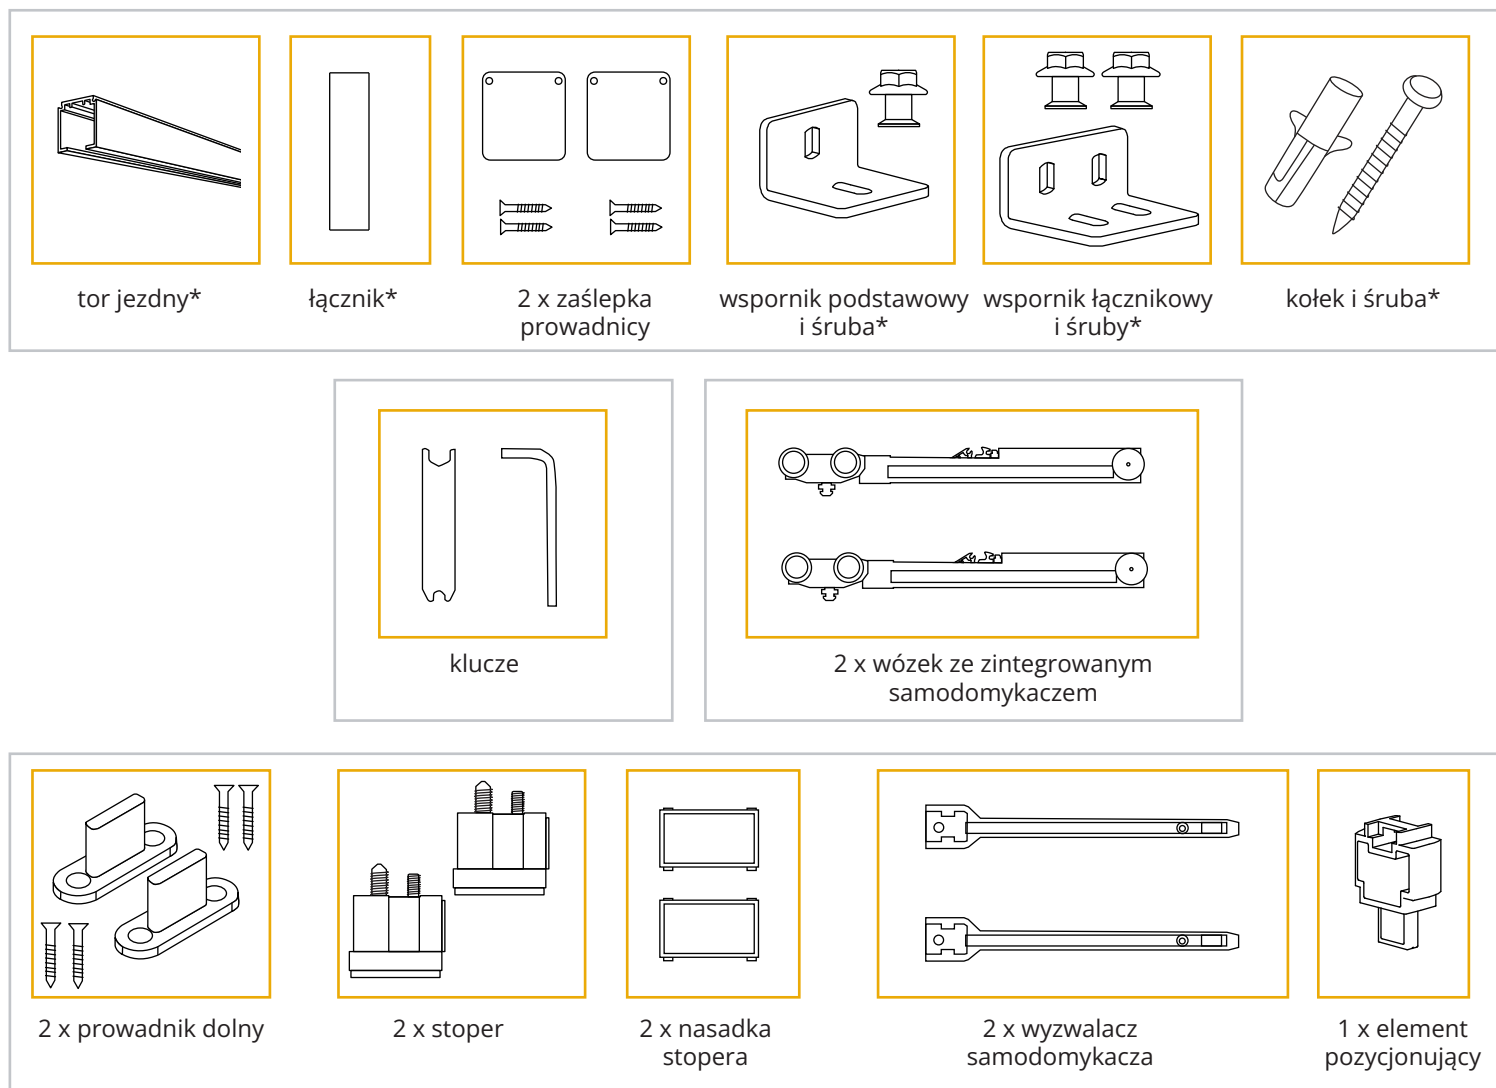 tor jezdny*
łącznik*
2 x zaślepka
prowadnicy
wspornik podstawowy
i śruba*
wspornik łącznikowy
i śruby*
kołek i śruba*
klucze
2 x wózek ze zintegrowanym
samodomykaczem
2 x prowadnik dolny
2 x stoper
2 x nasadka
stopera
2 x wyzwalacz
samodomykacza
1 x element
pozycjonujący